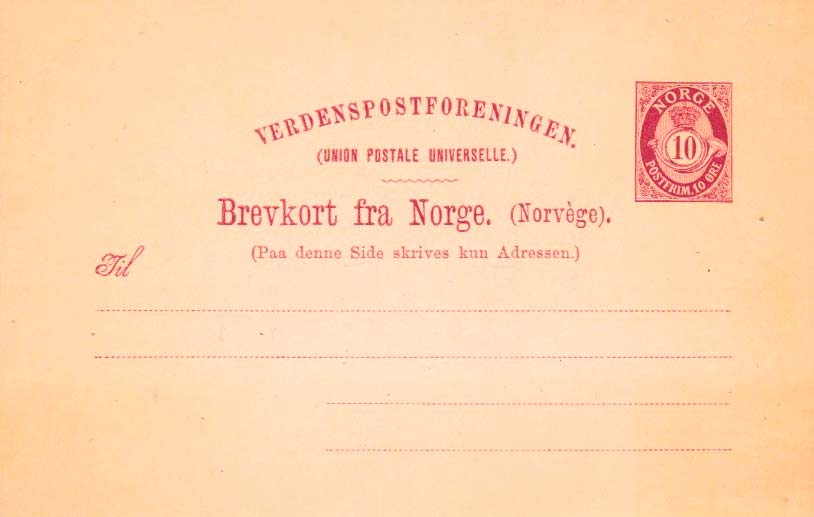 VERDENSPOSTFORENINGEN.
(UNION POSTALE UNIVERSELLE.)
Brevkort fra Norge. (Norvège).
(Paa denne Side skrives kun Adressen.)
Til
NORGE
10
POSTFRIM. 10 ØRE